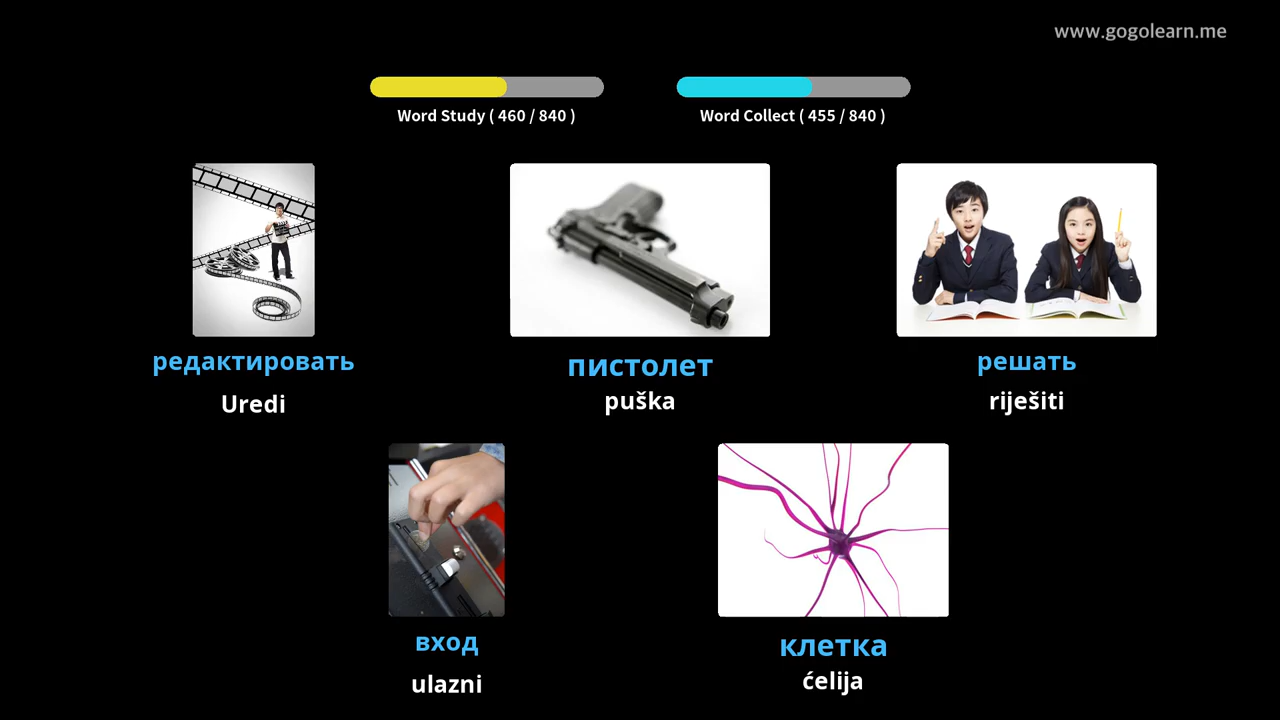 www.gogolearn.me
Word Study ( 460 / 840 )
Word Collect ( 455 / 840 )
редактировать
Uredi
пистолет
puška
решать
riješiti
вход
ulazni
клетка
ćelija